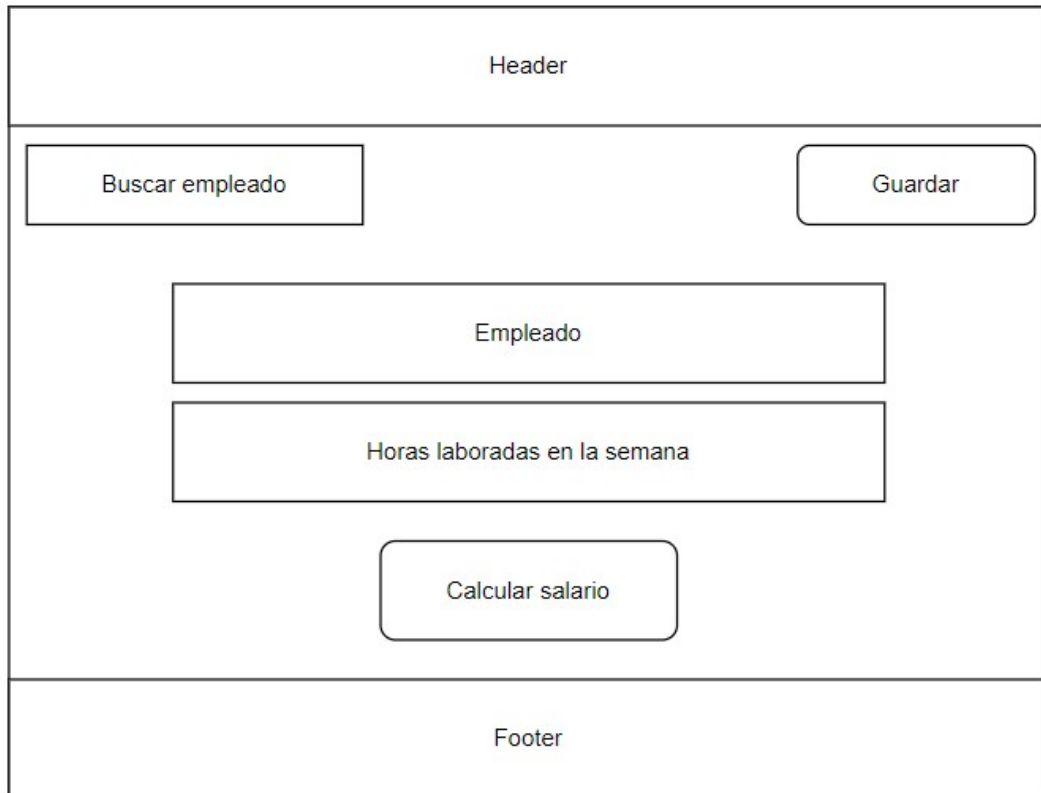 Header
Buscar empleado
Guardar
Empleado
Horas laboradas en la semana
Calcular salario
Footer